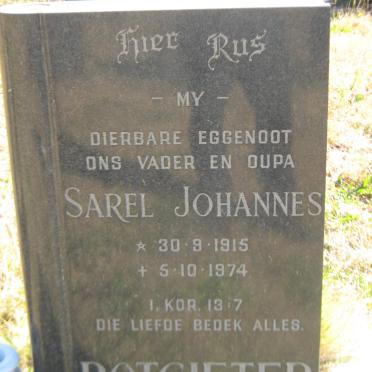 Hier Rus
- MY -
DIERBARE EGGENOOT
ONS VADER EN OUPA
SAREL JOHANNES
* 30·9·1915
+ 5·10·1974
1. KOR. 13:7
DIE LIEFDE BEDEK ALLES.
POTGIETER